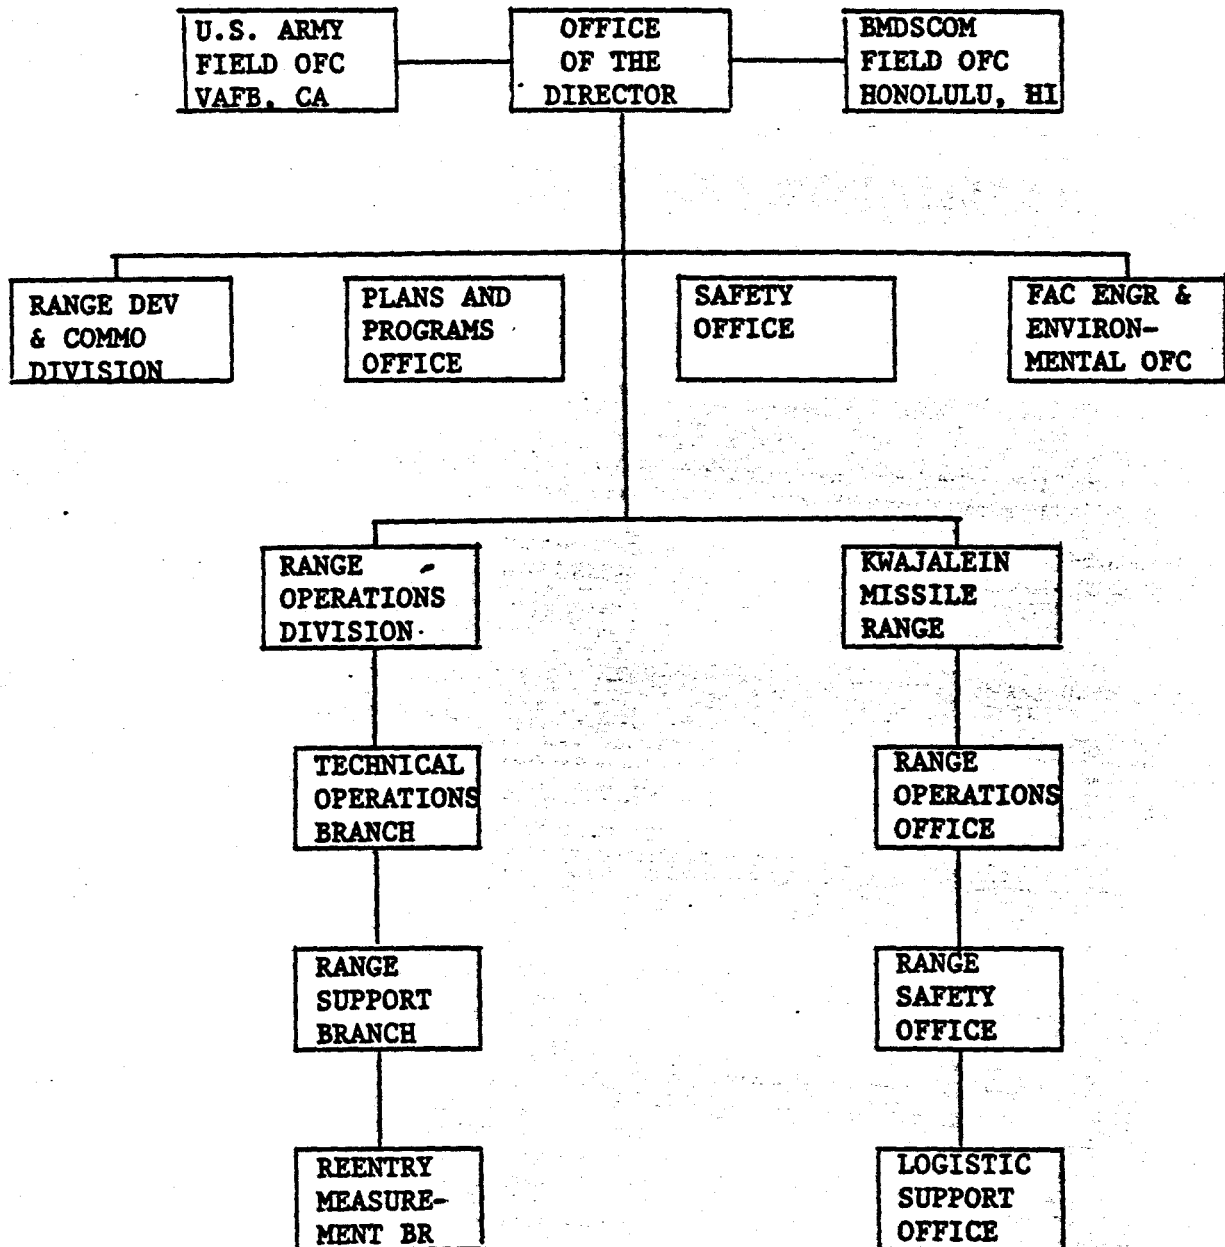 U.S. ARMY
FIELD OFC
VAFB, CA
OFFICE
OF THE
DIRECTOR
BMDSCOM
FIELD OFC
HONOLULU, HI
RANGE DEV
& COMMO
DIVISION
PLANS AND
PROGRAMS
OFFICE
SAFETY
OFFICE
FAC ENGR &
ENVIRON-
MENTAL OFC
RANGE
OPERATIONS
DIVISION
KWAJALEIN
MISSILE
RANGE
TECHNICAL
OPERATIONS
BRANCH
RANGE
OPERATIONS
OFFICE
RANGE
SUPPORT
BRANCH
RANGE
SAFETY
OFFICE
REENTRY
MEASURE-
MENT BR
LOGISTIC
SUPPORT
OFFICE